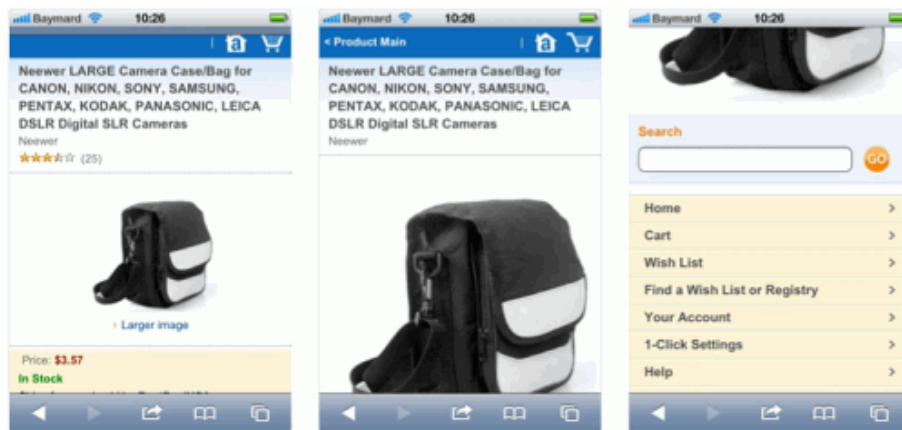 Baymard 10:26
Neewer LARGE Camera Case/Bag for
CANON, NIKON, SONY, SAMSUNG,
PENTAX, KODAK, PANASONIC, LEICA
DSLR Digital SLR Cameras
Neewer
(25)
› Larger image
Price: $3.57
In Stock
Baymard 10:26
< Product Main
Neewer LARGE Camera Case/Bag for
CANON, NIKON, SONY, SAMSUNG,
PENTAX, KODAK, PANASONIC, LEICA
DSLR Digital SLR Cameras
Neewer
Baymard 10:26
Search
GO
Home
Cart
Wish List
Find a Wish List or Registry
Your Account
1-Click Settings
Help